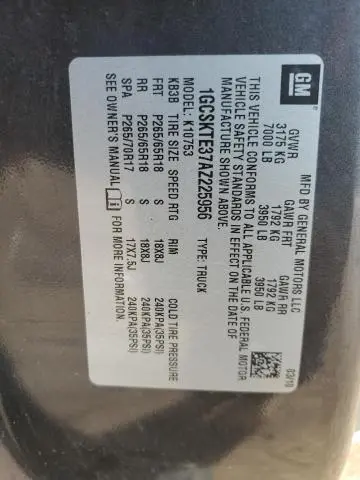 GM
MFD BY GENERAL MOTORS LLC
GVWR GAWR FRT GAWR RR
3175 KG 1792 KG 1792 KG
7000 LB 3950 LB 3950 LB
THIS VEHICLE CONFORMS TO ALL APPLICABLE U.S. FEDERAL MOTOR
VEHICLE SAFETY STANDARDS IN EFFECT ON THE DATE OF
MANUFACTURE SHOWN ABOVE.
1GCSKTE37AZ225956 TYPE: TRUCK
MODEL: K10753
KB3B TIRE SIZE SPEED RTG RIM COLD TIRE PRESSURE
FRT P265/65R18 S 18X8J 240KPA(35PSI)
RR P265/65R18 S 18X8J 240KPA(35PSI)
SPA P265/70R17 S 17X7.5J 240KPA(35PSI)
SEE OWNER'S MANUAL
03/10